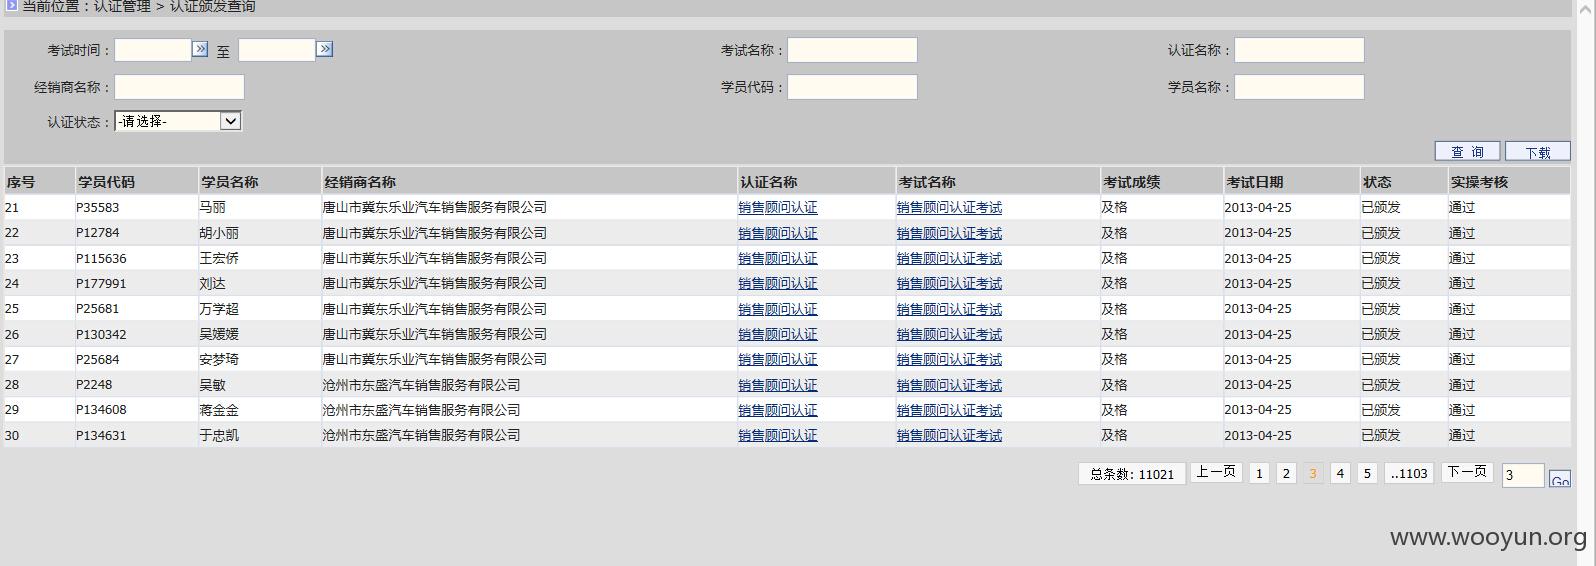 当前位置：认证管理 > 认证颁发查询
考试时间： 至 考试名称： 认证名称：
经销商名称： 学员代码： 学员名称：
认证状态： -请选择-
查 询 下载
序号 学员代码 学员名称 经销商名称 认证名称 考试名称 考试成绩 考试日期 状态 实操考核
21 P35583 马丽 唐山市冀东乐业汽车销售服务有限公司 销售顾问认证 销售顾问认证考试 及格 2013-04-25 已颁发 通过
22 P12784 胡小丽 唐山市冀东乐业汽车销售服务有限公司 销售顾问认证 销售顾问认证考试 及格 2013-04-25 已颁发 通过
23 P115636 王宏侨 唐山市冀东乐业汽车销售服务有限公司 销售顾问认证 销售顾问认证考试 及格 2013-04-25 已颁发 通过
24 P177991 刘达 唐山市冀东乐业汽车销售服务有限公司 销售顾问认证 销售顾问认证考试 及格 2013-04-25 已颁发 通过
25 P25681 万学超 唐山市冀东乐业汽车销售服务有限公司 销售顾问认证 销售顾问认证考试 及格 2013-04-25 已颁发 通过
26 P130342 吴媛媛 唐山市冀东乐业汽车销售服务有限公司 销售顾问认证 销售顾问认证考试 及格 2013-04-25 已颁发 通过
27 P25684 安梦琦 唐山市冀东乐业汽车销售服务有限公司 销售顾问认证 销售顾问认证考试 及格 2013-04-25 已颁发 通过
28 P2248 吴敏 沧州市东盛汽车销售服务有限公司 销售顾问认证 销售顾问认证考试 及格 2013-04-25 已颁发 通过
29 P134608 蒋金金 沧州市东盛汽车销售服务有限公司 销售顾问认证 销售顾问认证考试 及格 2013-04-25 已颁发 通过
30 P134631 于忠凯 沧州市东盛汽车销售服务有限公司 销售顾问认证 销售顾问认证考试 及格 2013-04-25 已颁发 通过
总条数: 11021 上一页 1 2 3 4 5 ..1103 下一页 3 Go
www.wooyun.org